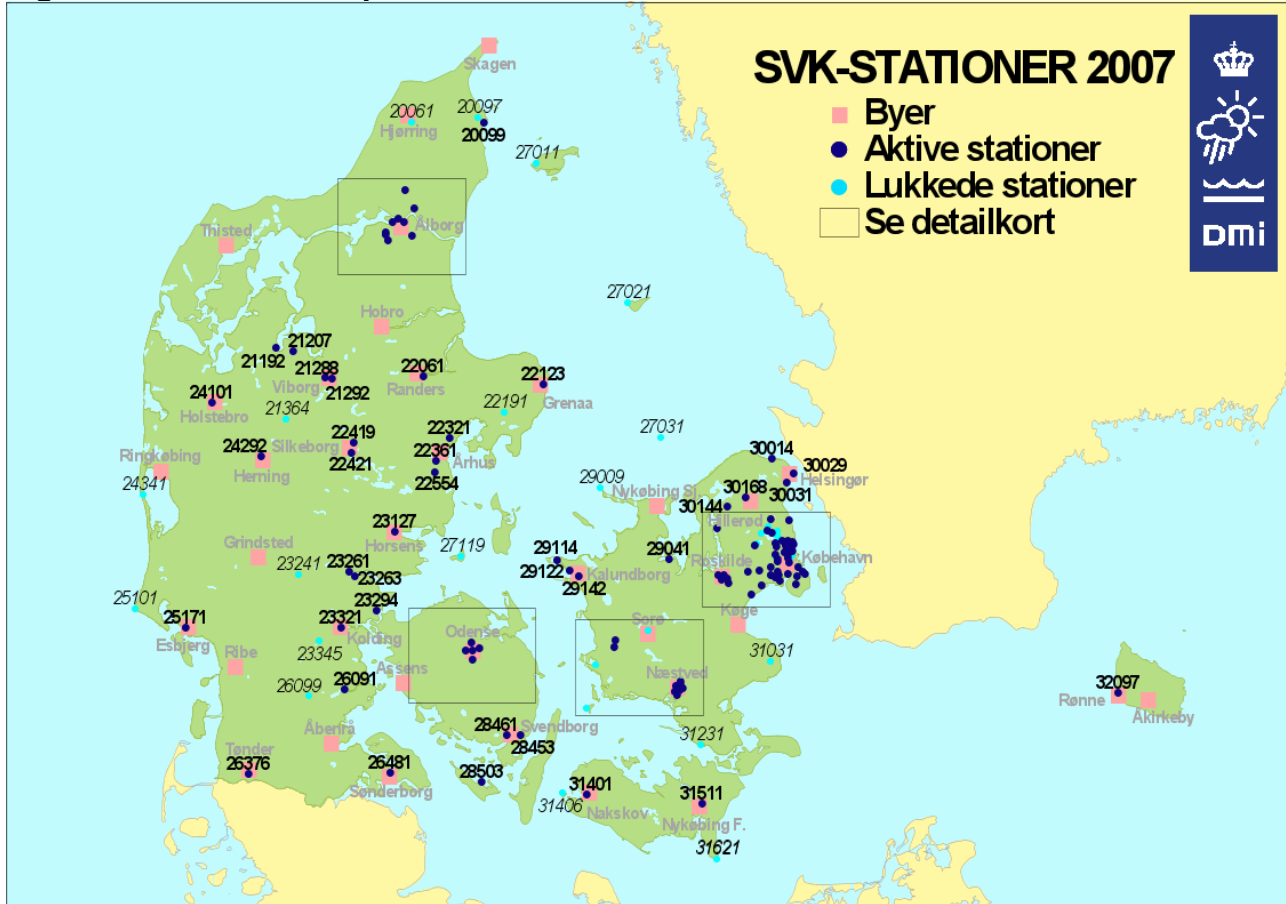 SVK-STATIONER 2007
Byer
Aktive stationer
Lukkede stationer
Se detailkort
DMI
Skagen
20061
20097
Hjørring
20099
27011
Thisted
Ålborg
27021
Hobro
21207
21192
21288
22061
Viborg
21292
Randers
22123
24101
Grenaa
Holstebro
21364
22191
22419
22321
27031
24292
Silkeborg
22361
Århus
30014
Ringkøbing
22421
30029
Herning
22554
Helsingør
24341
29009
Nykøbing Sj.
30168
30031
30144
Hillerød
23127
Horsens
Grindsted
27119
29114
29041
Roskilde
Købehavn
23241
23261
29122
Kalundborg
23263
29142
25101
23294
25171
23321
Køge
Esbjerg
Kolding
Odense
Sorø
23345
Ribe
Assens
31031
Næstved
26099
26091
32097
Rønne
Åkirkeby
Åbenrå
28461
Svendborg
28453
31231
Tønder
26376
26481
28503
31401
31511
Sønderborg
31406
Nakskov
Nykøbing F.
31621